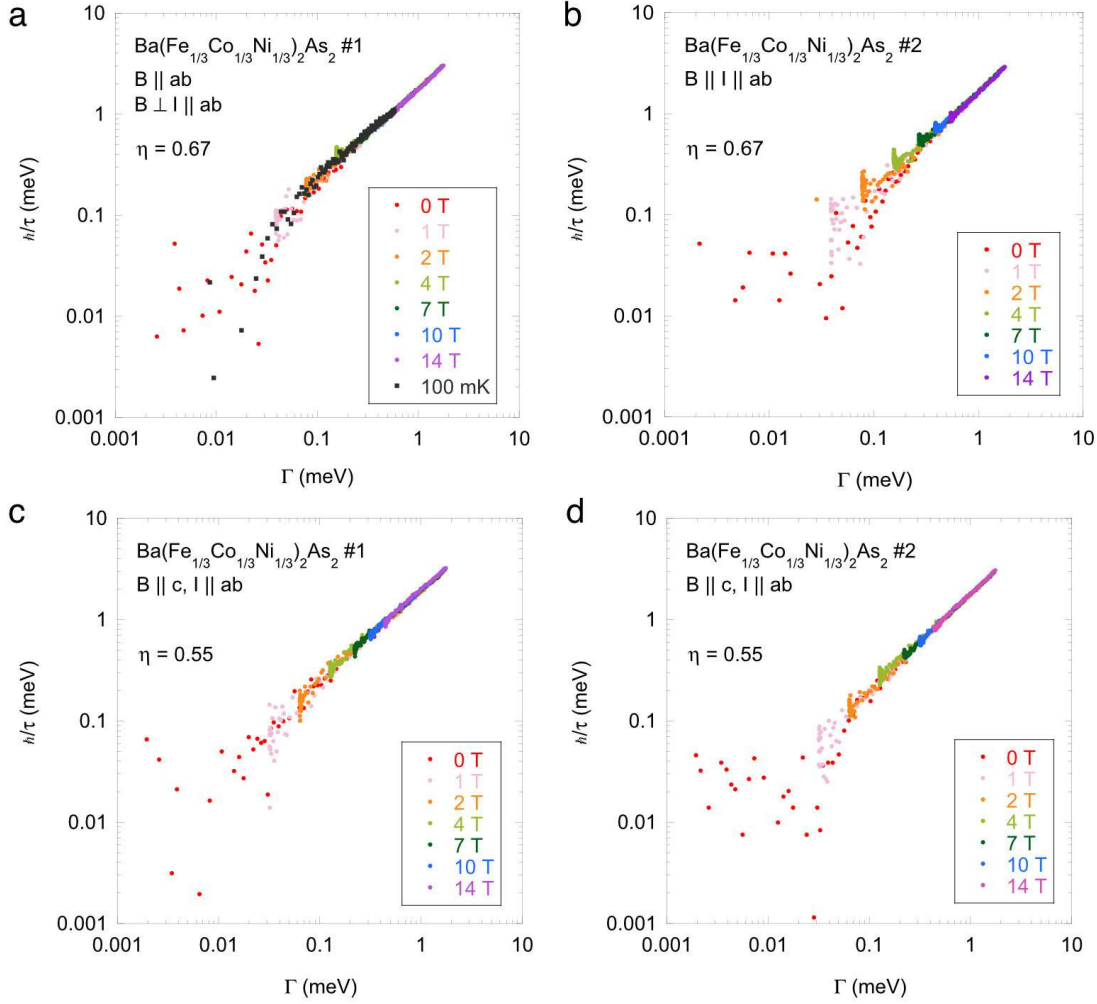 a
Ba(Fe1/3Co1/3Ni1/3)2As2 #1
B || ab
B ⊥ I || ab
η = 0.67
0 T
1 T
2 T
4 T
7 T
10 T
14 T
100 mK
10
1
0.1
0.01
0.001
0.001
0.01
0.1
1
10
ℏ/τ (meV)
Γ (meV)
b
Ba(Fe1/3Co1/3Ni1/3)2As2 #2
B || I || ab
η = 0.67
0 T
1 T
2 T
4 T
7 T
10 T
14 T
10
1
0.1
0.01
0.001
0.001
0.01
0.1
1
10
ℏ/τ (meV)
Γ (meV)
c
Ba(Fe1/3Co1/3Ni1/3)2As2 #1
B || c, I || ab
η = 0.55
0 T
1 T
2 T
4 T
7 T
10 T
14 T
10
1
0.1
0.01
0.001
0.001
0.01
0.1
1
10
ℏ/τ (meV)
Γ (meV)
d
Ba(Fe1/3Co1/3Ni1/3)2As2 #2
B || c, I || ab
η = 0.55
0 T
1 T
2 T
4 T
7 T
10 T
14 T
10
1
0.1
0.01
0.001
0.001
0.01
0.1
1
10
ℏ/τ (meV)
Γ (meV)